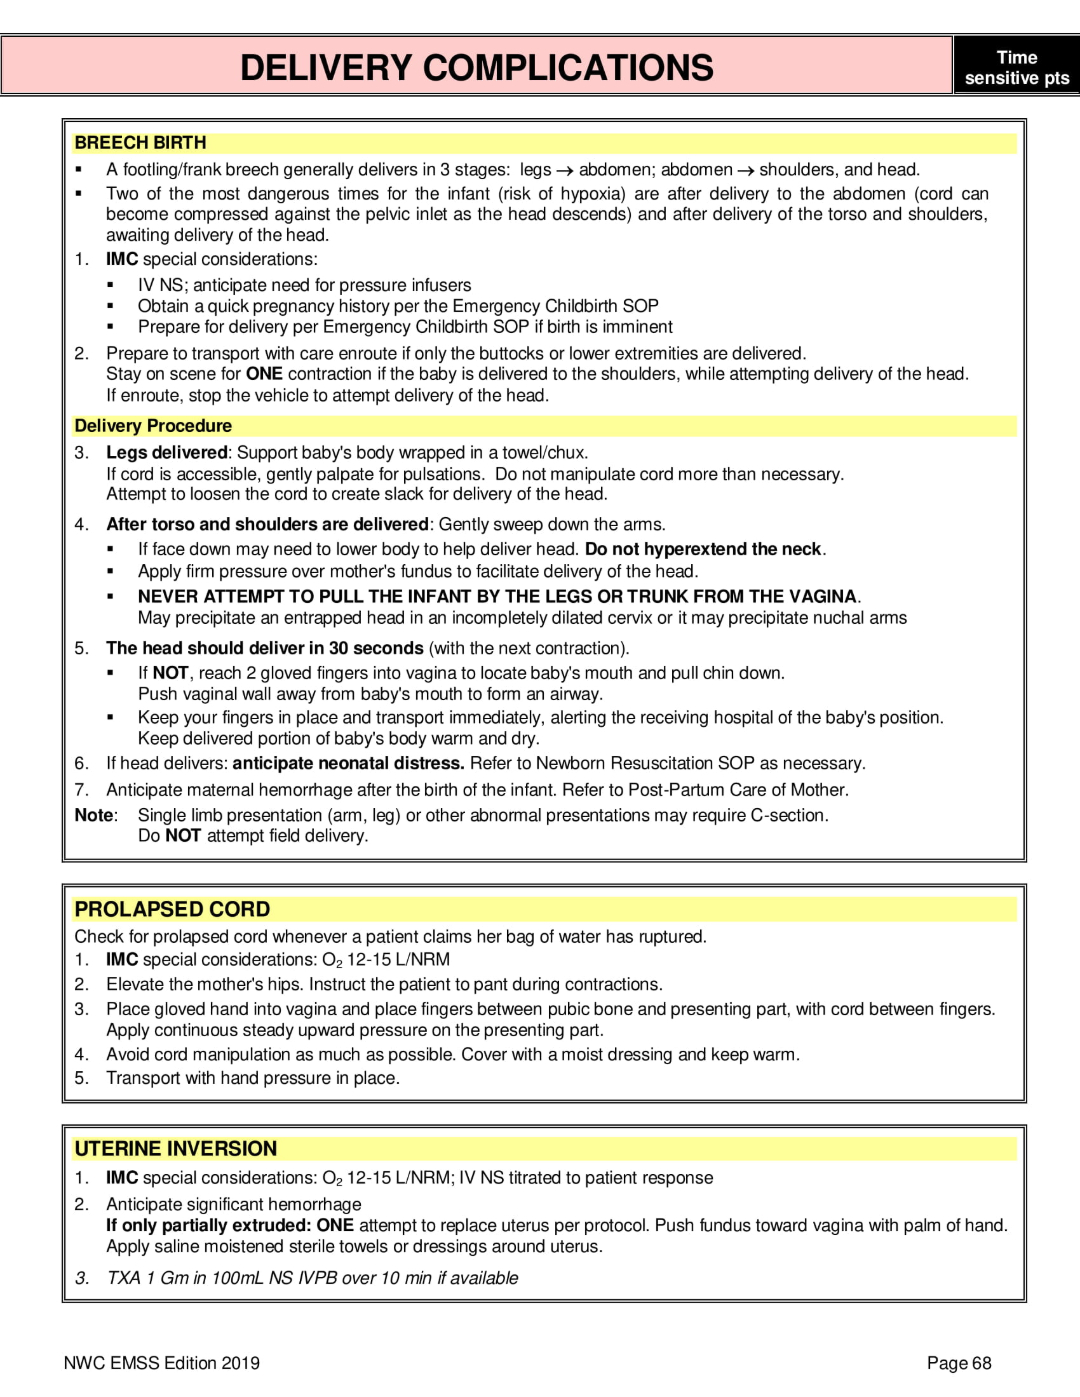 DELIVERY COMPLICATIONS
Time
sensitive pts
BREECH BIRTH
▪ A footling/frank breech generally delivers in 3 stages: legs → abdomen; abdomen → shoulders, and head.
▪ Two of the most dangerous times for the infant (risk of hypoxia) are after delivery to the abdomen (cord can
become compressed against the pelvic inlet as the head descends) and after delivery of the torso and shoulders,
awaiting delivery of the head.
1. IMC special considerations:
▪ IV NS; anticipate need for pressure infusers
▪ Obtain a quick pregnancy history per the Emergency Childbirth SOP
▪ Prepare for delivery per Emergency Childbirth SOP if birth is imminent
2. Prepare to transport with care enroute if only the buttocks or lower extremities are delivered.
Stay on scene for ONE contraction if the baby is delivered to the shoulders, while attempting delivery of the head.
If enroute, stop the vehicle to attempt delivery of the head.
Delivery Procedure
3. Legs delivered: Support baby's body wrapped in a towel/chux.
If cord is accessible, gently palpate for pulsations. Do not manipulate cord more than necessary.
Attempt to loosen the cord to create slack for delivery of the head.
4. After torso and shoulders are delivered: Gently sweep down the arms.
▪ If face down may need to lower body to help deliver head. Do not hyperextend the neck.
▪ Apply firm pressure over mother's fundus to facilitate delivery of the head.
▪ NEVER ATTEMPT TO PULL THE INFANT BY THE LEGS OR TRUNK FROM THE VAGINA.
May precipitate an entrapped head in an incompletely dilated cervix or it may precipitate nuchal arms
5. The head should deliver in 30 seconds (with the next contraction).
▪ If NOT, reach 2 gloved fingers into vagina to locate baby's mouth and pull chin down.
Push vaginal wall away from baby's mouth to form an airway.
▪ Keep your fingers in place and transport immediately, alerting the receiving hospital of the baby's position.
Keep delivered portion of baby's body warm and dry.
6. If head delivers: anticipate neonatal distress. Refer to Newborn Resuscitation SOP as necessary.
7. Anticipate maternal hemorrhage after the birth of the infant. Refer to Post-Partum Care of Mother.
Note: Single limb presentation (arm, leg) or other abnormal presentations may require C-section.
Do NOT attempt field delivery.
PROLAPSED CORD
Check for prolapsed cord whenever a patient claims her bag of water has ruptured.
1. IMC special considerations: O2 12-15 L/NRM
2. Elevate the mother's hips. Instruct the patient to pant during contractions.
3. Place gloved hand into vagina and place fingers between pubic bone and presenting part, with cord between fingers.
Apply continuous steady upward pressure on the presenting part.
4. Avoid cord manipulation as much as possible. Cover with a moist dressing and keep warm.
5. Transport with hand pressure in place.
UTERINE INVERSION
1. IMC special considerations: O2 12-15 L/NRM; IV NS titrated to patient response
2. Anticipate significant hemorrhage
If only partially extruded: ONE attempt to replace uterus per protocol. Push fundus toward vagina with palm of hand.
Apply saline moistened sterile towels or dressings around uterus.
3. TXA 1 Gm in 100mL NS IVPB over 10 min if available
NWC EMSS Edition 2019
Page 68